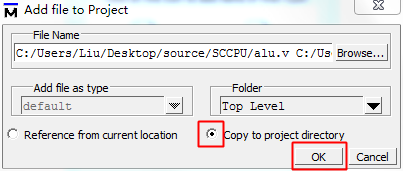 Add file to Project
File Name
C:/Users/Liu/Desktop/source/SCCPU/alu.v C:/Use Browse...
Add file as type
default
Folder
Top Level
Reference from current location
Copy to project directory
OK Cancel